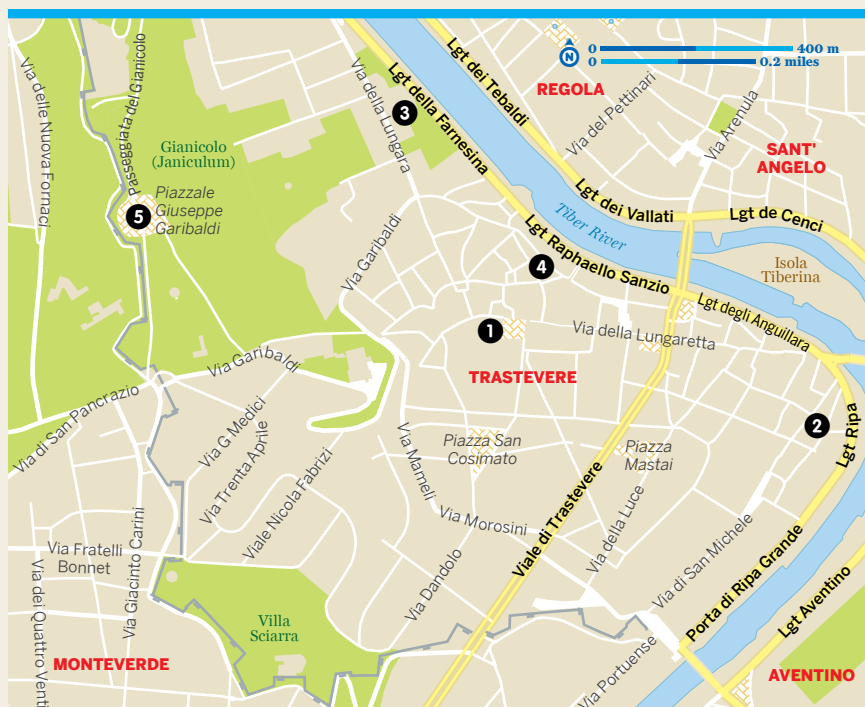 0 400 m
N
0 0.2 miles
REGOLA
Lgt dei Tebaldi
Via del Pettinari
Via Arenula
SANT'
ANGELO
Via delle Nuova Fornaci
Passeggiata del Gianicolo
Via della Lungara
Lgt della Farnesina
3
Gianicolo
(Janiculum)
5
Piazzale
Giuseppe
Garibaldi
Lgt dei Vallati
Lgt de Cenci
Tiber River
Isola
Tiberina
Via Garibaldi
4
Lgt Raphaello Sanzio
Lgt degli Anguillara
1
Via della Lungaretta
TRASTEVERE
Via Garibaldi
Via di San Pancrazio
Via G Medici
Via Trenta Aprile
Viale Nicola Fabrizi
Via Mameli
Piazza San
Cosimato
Piazza
Mastai
2
Lgt Ripa
Viale di Trastevere
Via della Luce
Via Morosini
Via di San Michele
Porta di Ripa Grande
Lgt Aventino
Via Fratelli
Bonnet
Via Giacinto Carini
Via dei Quattro Venti
Via Dandolo
Villa
Sciarra
MONTEVERDE
Via Portuense
AVENTINO